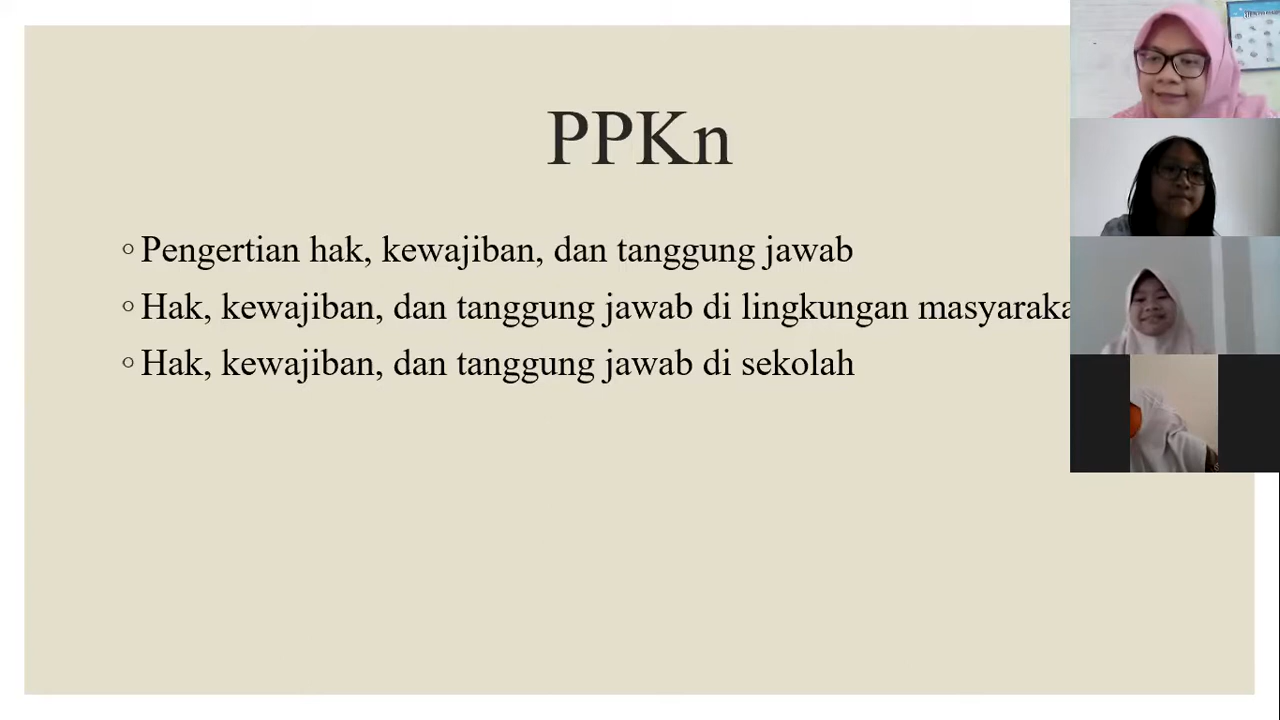 PPKn
◦ Pengertian hak, kewajiban, dan tanggung jawab
◦ Hak, kewajiban, dan tanggung jawab di lingkungan masyaraka
◦ Hak, kewajiban, dan tanggung jawab di sekolah